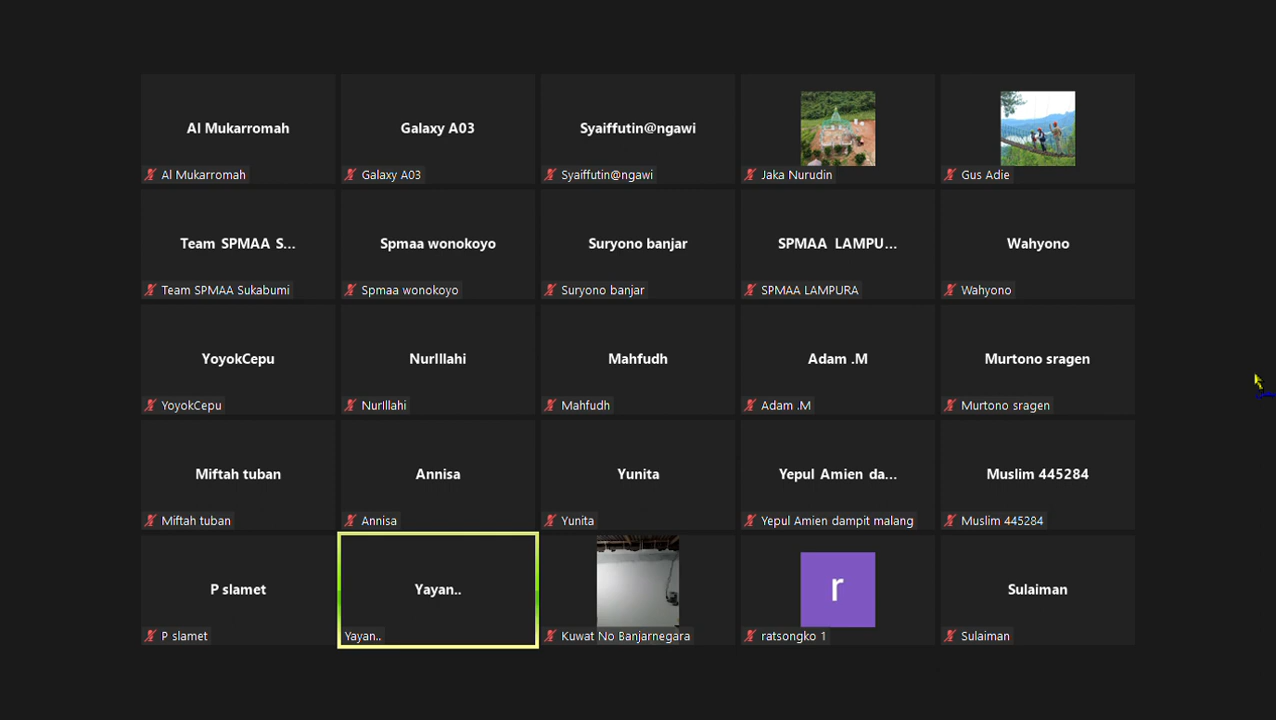 Al Mukarromah
Al Mukarromah
Galaxy A03
Galaxy A03
Syaiffutin@ngawi
Syaiffutin@ngawi
Jaka Nurudin
Gus Adie
Team SPMAA S...
Team SPMAA Sukabumi
Spmaa wonokoyo
Spmaa wonokoyo
Suryono banjar
Suryono banjar
SPMAA LAMPU...
SPMAA LAMPURA
Wahyono
Wahyono
YoyokCepu
YoyokCepu
NurIllahi
NurIllahi
Mahfudh
Mahfudh
Adam .M
Adam .M
Murtono sragen
Murtono sragen
Miftah tuban
Miftah tuban
Annisa
Annisa
Yunita
Yunita
Yepul Amien da...
Yepul Amien dampit malang
Muslim 445284
Muslim 445284
P slamet
P slamet
Yayan..
Yayan..
Kuwat No Banjarnegara
r
ratsongko 1
Sulaiman
Sulaiman